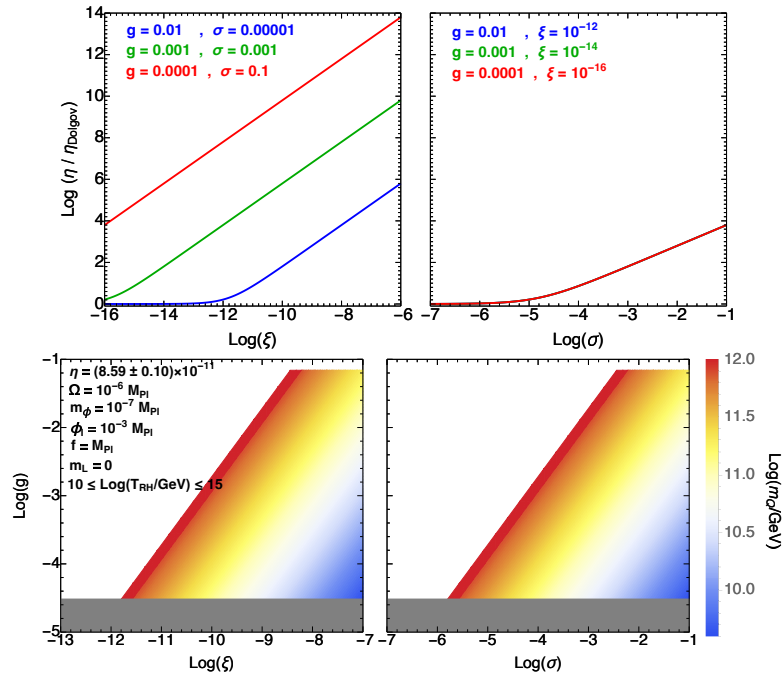 g = 0.01 , σ = 0.00001
g = 0.001 , σ = 0.001
g = 0.0001 , σ = 0.1
Log (η / η_Dolgov)
14
12
10
8
6
4
2
0
−16 −14 −12 −10 −8 −6
Log(ξ)
g = 0.01 , ξ = 10⁻¹²
g = 0.001 , ξ = 10⁻¹⁴
g = 0.0001 , ξ = 10⁻¹⁶
−7 −6 −5 −4 −3 −2 −1
Log(σ)
η = (8.59 ± 0.10)×10⁻¹¹
Ω = 10⁻⁶ M_Pl
m_ϕ = 10⁻⁷ M_Pl
ϕ_I = 10⁻³ M_Pl
f = M_Pl
m_L = 0
10 ≤ Log(T_RH/GeV) ≤ 15
Log(g)
−1
−2
−3
−4
−5
−13 −12 −11 −10 −9 −8 −7
Log(ξ)
−7 −6 −5 −4 −3 −2 −1
Log(σ)
12.0
11.5
11.0
10.5
10.0
Log(m_Q/GeV)